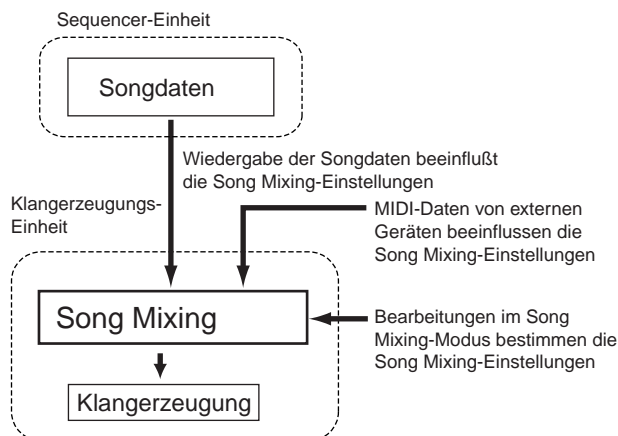 Sequencer-Einheit
Songdaten
Wiedergabe der Songdaten beeinflußt
die Song Mixing-Einstellungen
Klangerzeugungs-
Einheit
MIDI-Daten von externen
Geräten beeinflussen die
Song Mixing-Einstellungen
Song Mixing
Bearbeitungen im Song
Mixing-Modus bestimmen die
Song Mixing-Einstellungen
Klangerzeugung